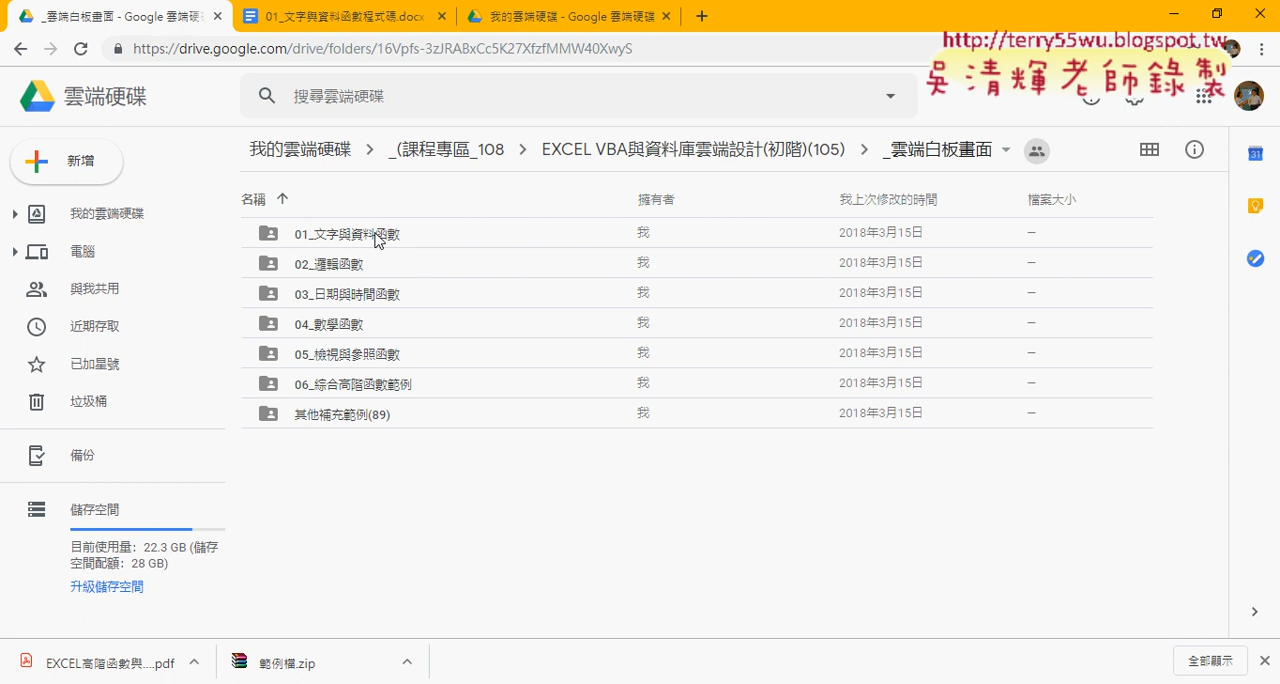 _雲端白板畫面 - Google 雲端硬
01_文字與資料函數程式碼.docx
我的雲端硬碟 - Google 雲端硬碟
https://drive.google.com/drive/folders/16Vpfs-3zJRABxCc5K27XfzfMMW40XwyS
http://terry55wu.blogspot.tw
吳清輝老師錄製
雲端硬碟
搜尋雲端硬碟
新增
我的雲端硬碟 > _(課程專區_108 > EXCEL VBA與資料庫雲端設計(初階)(105) > _雲端白板畫面
31
名稱 擁有者 我上次修改的時間 檔案大小
01_文字與資料函數 我 2018年3月15日 –
02_邏輯函數 我 2018年3月15日 –
03_日期與時間函數 我 2018年3月15日 –
04_數學函數 我 2018年3月15日 –
05_檢視與參照函數 我 2018年3月15日 –
06_綜合高階函數範例 我 2018年3月15日 –
其他補充範例(89) 我 2018年3月15日 –
我的雲端硬碟
電腦
與我共用
近期存取
已加星號
垃圾桶
備份
儲存空間
目前使用量：22.3 GB (儲存
空間配額：28 GB)
升級儲存空間
EXCEL高階函數與....pdf
範例檔.zip
全部顯示